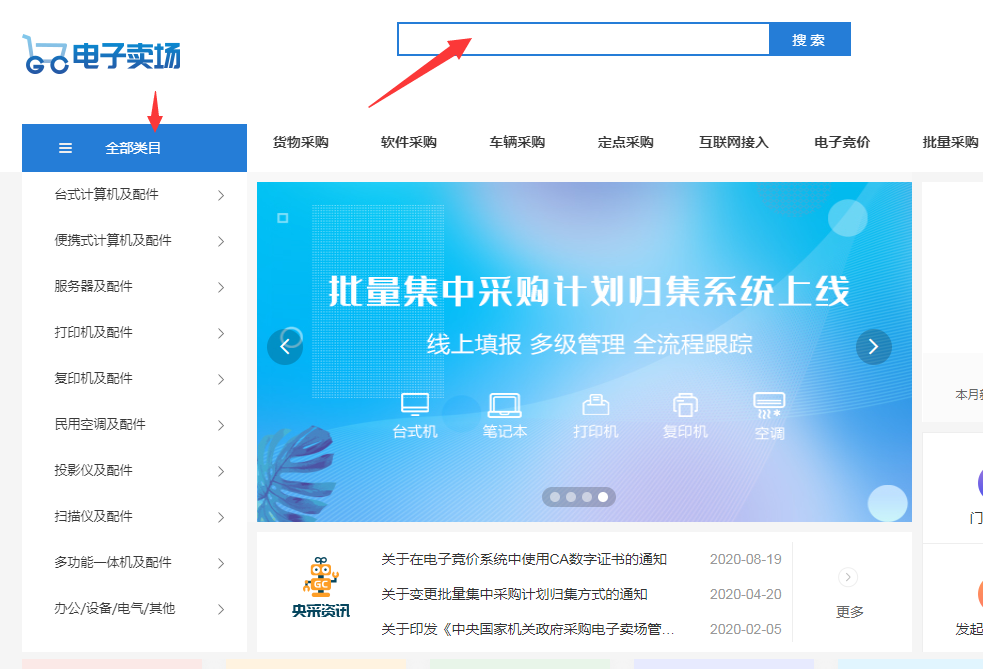 GC 电子卖场
搜 索
全部类目
货物采购 软件采购 车辆采购 定点采购 互联网接入 电子竞价 批量采购
台式计算机及配件
便携式计算机及配件
服务器及配件
打印机及配件
复印机及配件
民用空调及配件
投影仪及配件
扫描仪及配件
多功能一体机及配件
办公/设备/电气/其他
批量集中采购计划归集系统上线
线上填报 多级管理 全流程跟踪
台式机 笔记本 打印机 复印机 空调
GC
央采资讯
关于在电子竞价系统中使用CA数字证书的通知 2020-08-19
关于变更批量集中采购计划归集方式的通知 2020-04-20
关于印发《中央国家机关政府采购电子卖场管... 2020-02-05
更多
本月
发起